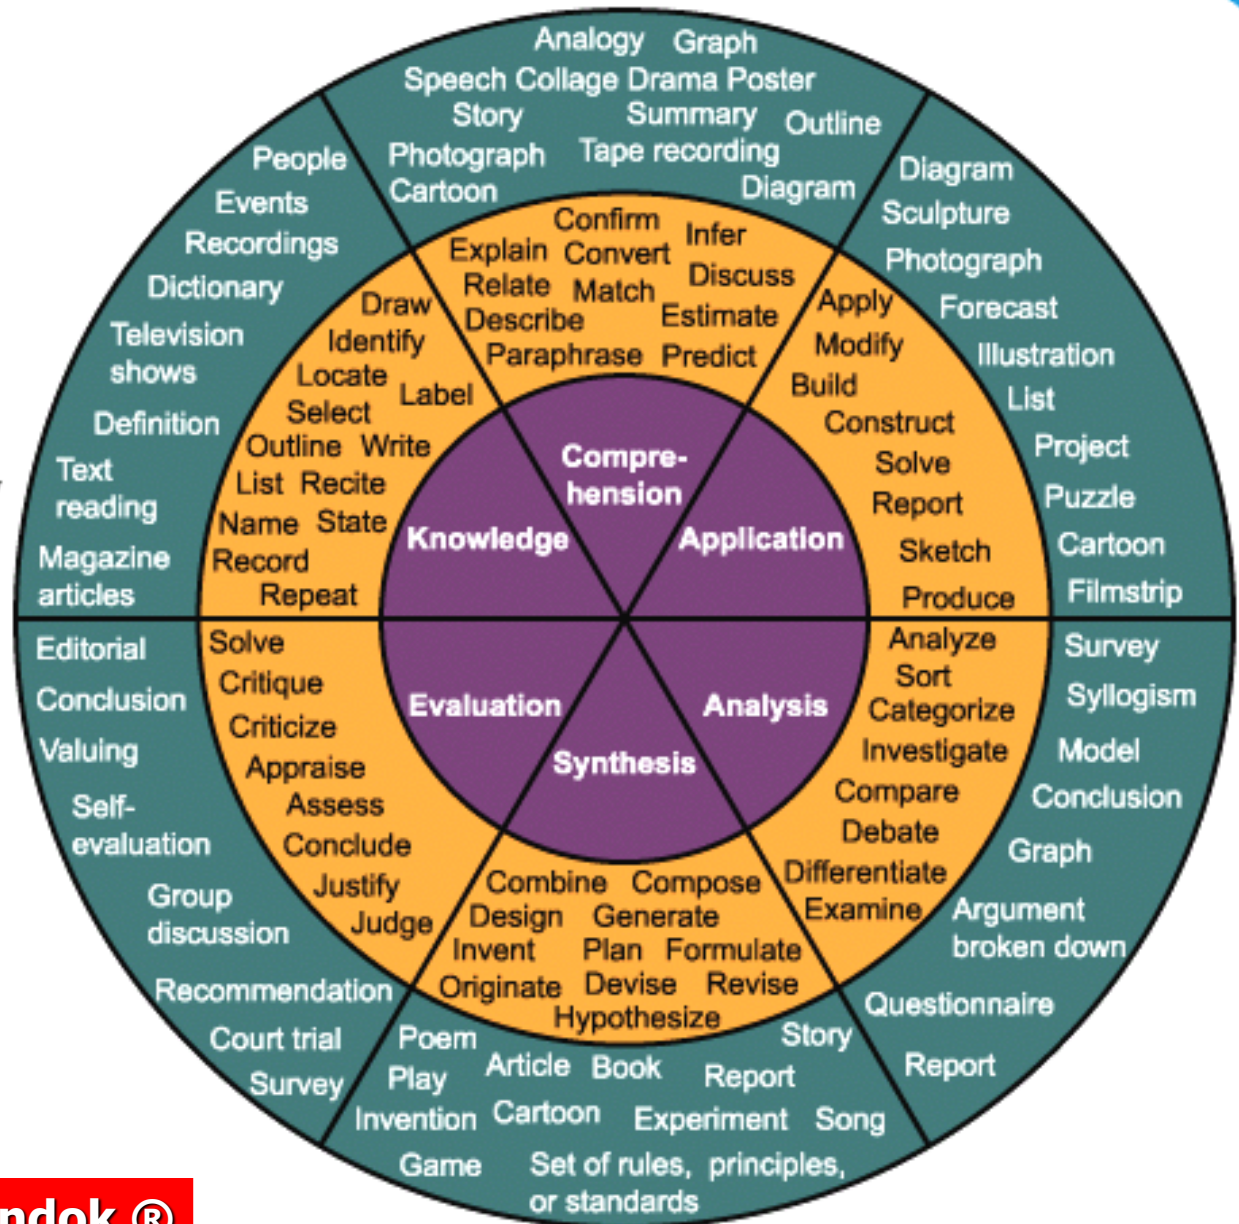 Analogy Graph
Speech Collage Drama Poster
Story Summary Outline
Photograph Tape recording
Cartoon Diagram
Confirm Infer
Explain Convert
Relate Match Discuss
Describe Estimate
Paraphrase Predict
Compre-
hension
Diagram
Sculpture
Photograph
Forecast
Illustration
List
Project
Puzzle
Cartoon
Filmstrip
Apply
Modify
Build
Construct
Solve
Report
Sketch
Produce
Application
Survey
Syllogism
Model
Conclusion
Graph
Argument
broken down
Questionnaire
Report
Analyze
Sort
Categorize
Investigate
Compare
Debate
Differentiate
Examine
Analysis
Synthesis
Combine Compose
Design Generate
Invent Plan Formulate
Originate Devise Revise
Hypothesize
Poem Story
Play Article Book Report
Invention Cartoon Experiment Song
Game Set of rules, principles,
or standards
Evaluation
Solve
Critique
Criticize
Appraise
Assess
Conclude
Justify
Judge
Editorial
Conclusion
Valuing
Self-
evaluation
Group
discussion
Recommendation
Court trial
Survey
Knowledge
Draw
Identify
Locate Label
Select
Outline Write
List Recite
Name State
Record
Repeat
People
Events
Recordings
Dictionary
Television
shows
Definition
Text
reading
Magazine
articles
ndok ®